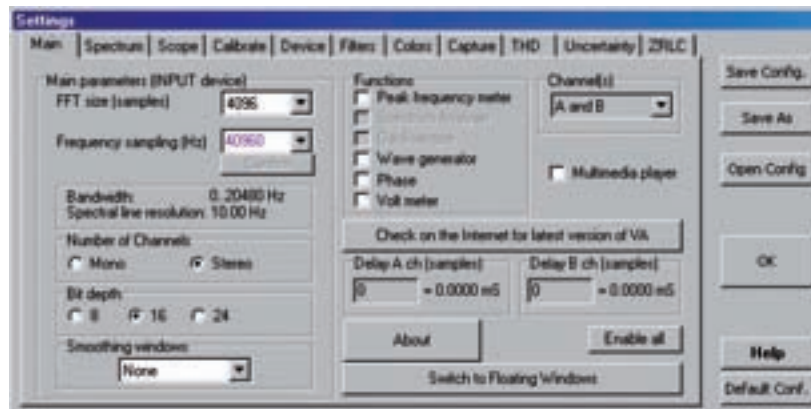 Settings
Main Spectrum Scope Calibrate Device Filters Colors Capture THD Uncertainty ZRLC
Main parameters (INPUT device)
FFT size (samples) 4096
Frequency sampling (Hz) 40960
Confirm
Bandwidth: 0. 20480 Hz
Spectral line resolution: 10.00 Hz
Number of Channels
Mono Stereo
Bit depth
8 16 24
Smoothing windows
None
Functions
Peak frequency meter
Spectrum Analyzer
Oscilloscope
Wave generator
Phase
Volt meter
Channel(s)
A and B
Multimedia player
Check on the Internet for latest version of VA
Delay A ch (samples)
0 = 0.0000 mS
Delay B ch (samples)
0 = 0.0000 mS
About
Enable all
Switch to Floating Windows
Save Config.
Save As
Open Config
OK
Help
Default Conf.